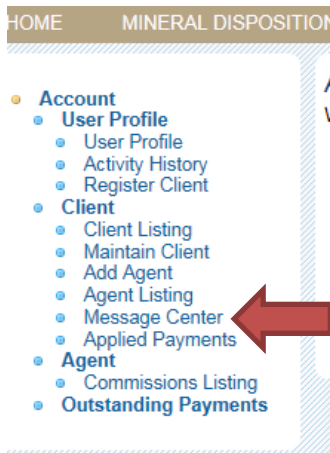 HOME MINERAL DISPOSITION
Account
User Profile
User Profile
Activity History
Register Client
Client
Client Listing
Maintain Client
Add Agent
Agent Listing
Message Center
Applied Payments
Agent
Commissions Listing
Outstanding Payments